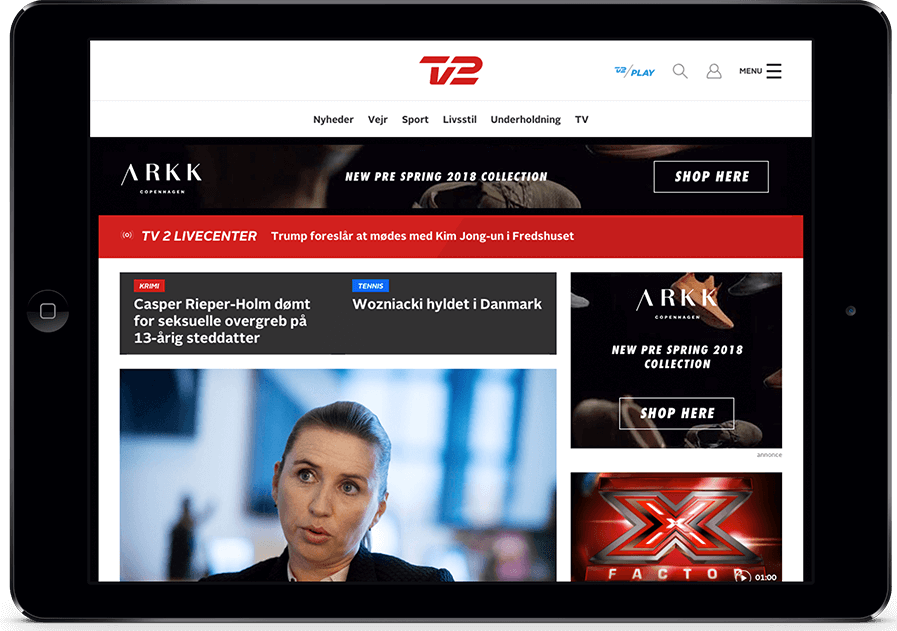 TV2
TV2/PLAY
MENU
Nyheder Vejr Sport Livsstil Underholdning TV
ARKK
COPENHAGEN
NEW PRE SPRING 2018 COLLECTION
SHOP HERE
TV 2 LIVECENTER Trump foreslår at mødes med Kim Jong-un i Fredshuset
KRIMI
Casper Rieper-Holm dømt
for seksuelle overgreb på
13-årig steddatter
TENNIS
Wozniacki hyldet i Danmark
ARKK
COPENHAGEN
NEW PRE SPRING 2018
COLLECTION
SHOP HERE
annonce
X
FACTOR
01:00